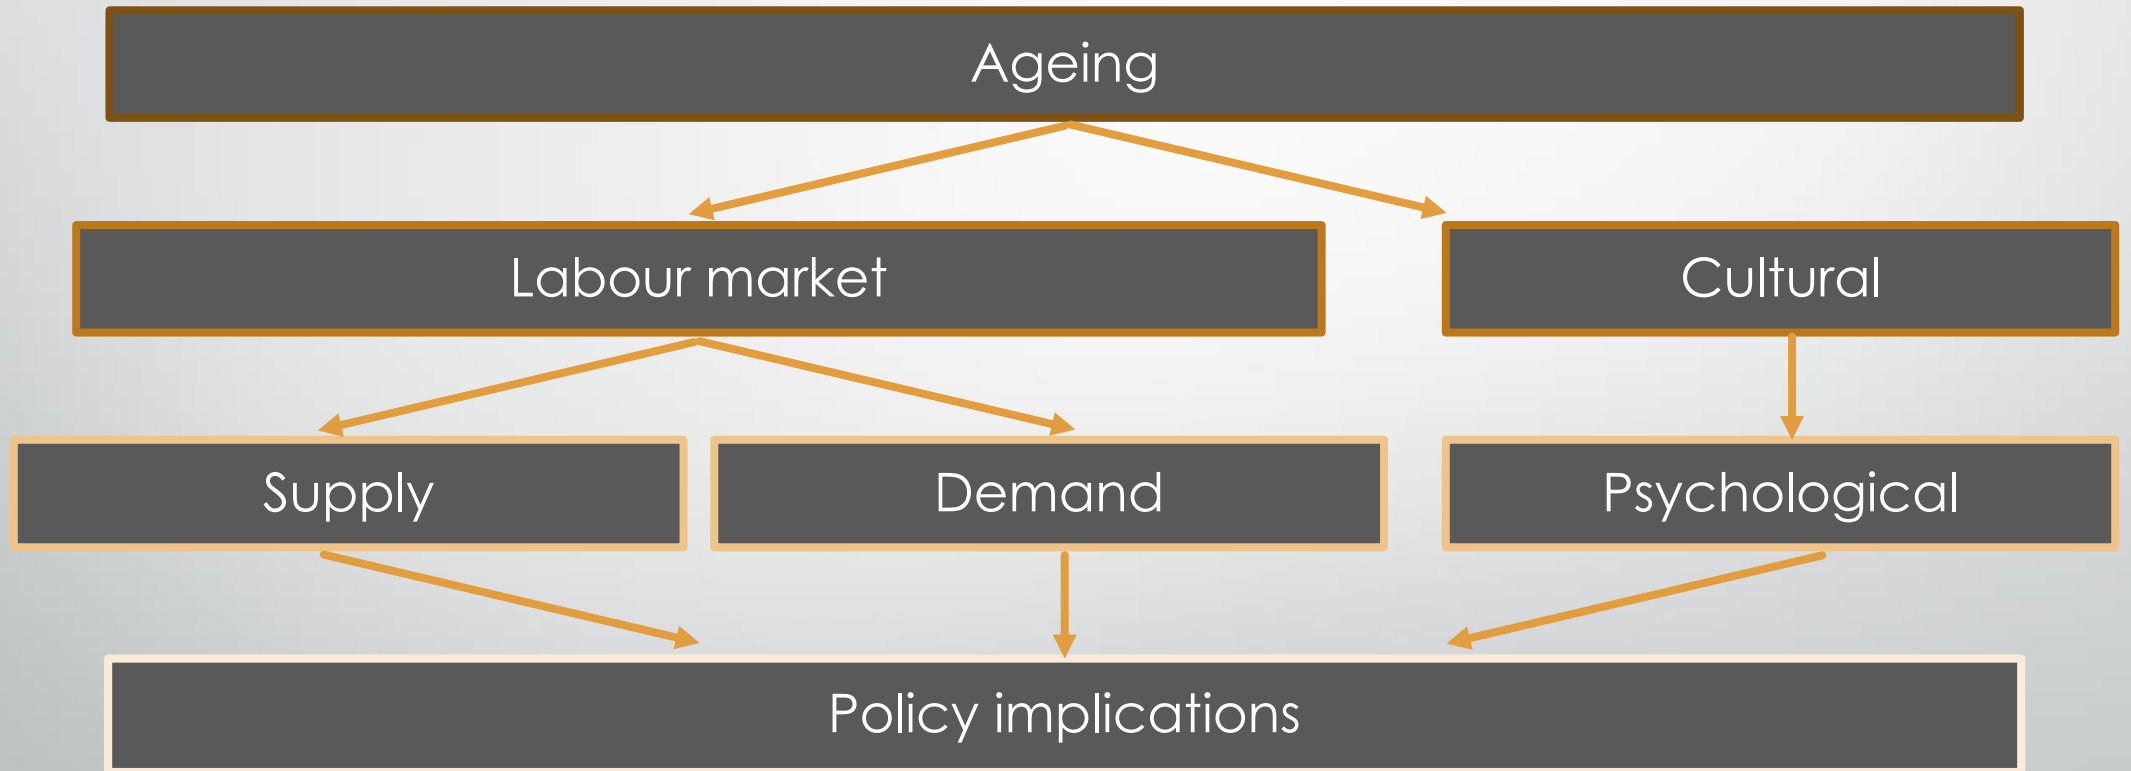 Ageing
Labour market
Cultural
Supply
Demand
Psychological
Policy implications